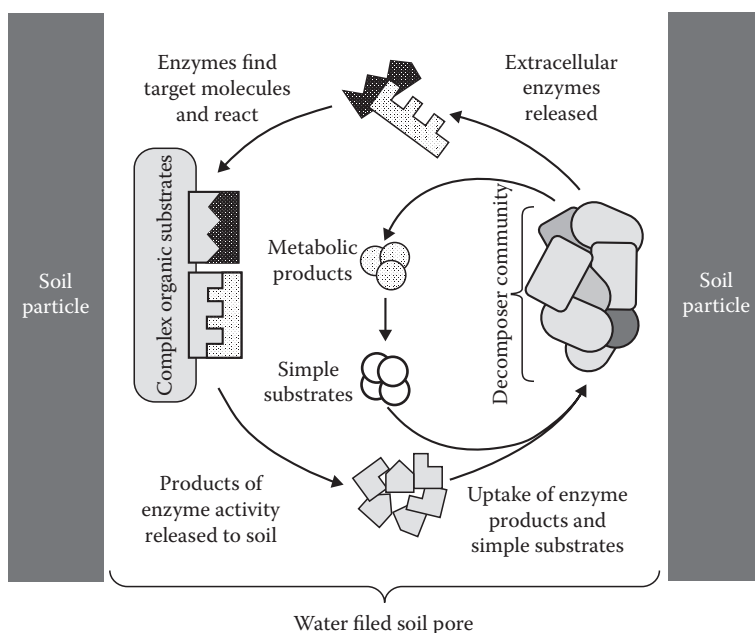 Enzymes find
target molecules
and react
Extracellular
enzymes
released
Complex organic substrates
Metabolic
products
Decomposer community
Soil
particle
Soil
particle
Simple
substrates
Products of
enzyme activity
released to soil
Uptake of enzyme
products and
simple substrates
Water filed soil pore